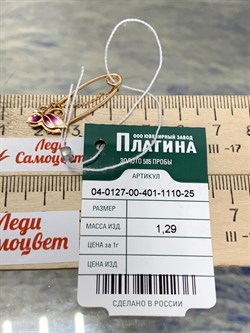 ООО ЮВЕЛИРНЫЙ ЗАВОД
ПЛАТИНА
ЗОЛОТО 585 ПРОБЫ
АРТИКУЛ
04-0127-00-401-1110-25
РАЗМЕР
МАССА ИЗД. 1,29
ЦЕНА за 1г
ЦЕНА ИЗД.
СДЕЛАНО В РОССИИ
Леди
Самоцвет
Леди
Самоцвет